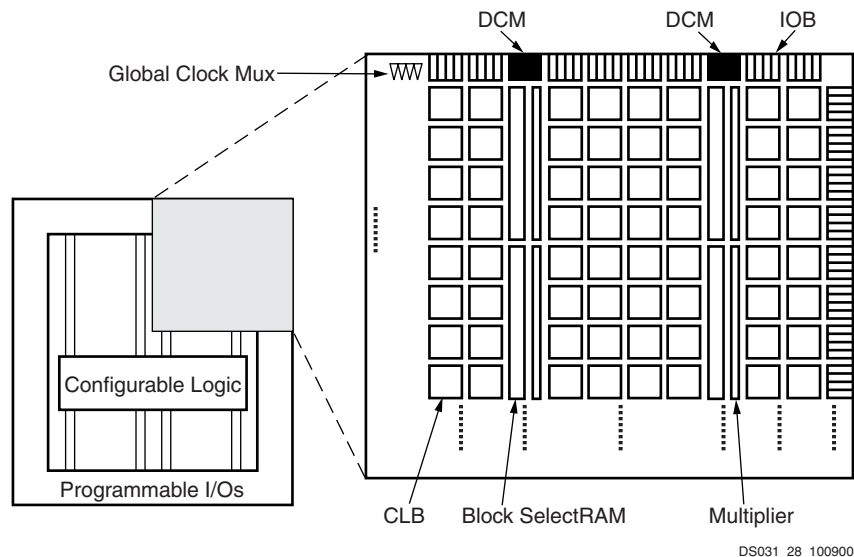 DCM
DCM
IOB
Global Clock Mux
Configurable Logic
Programmable I/Os
CLB
Block SelectRAM
Multiplier
DS031_28_100900